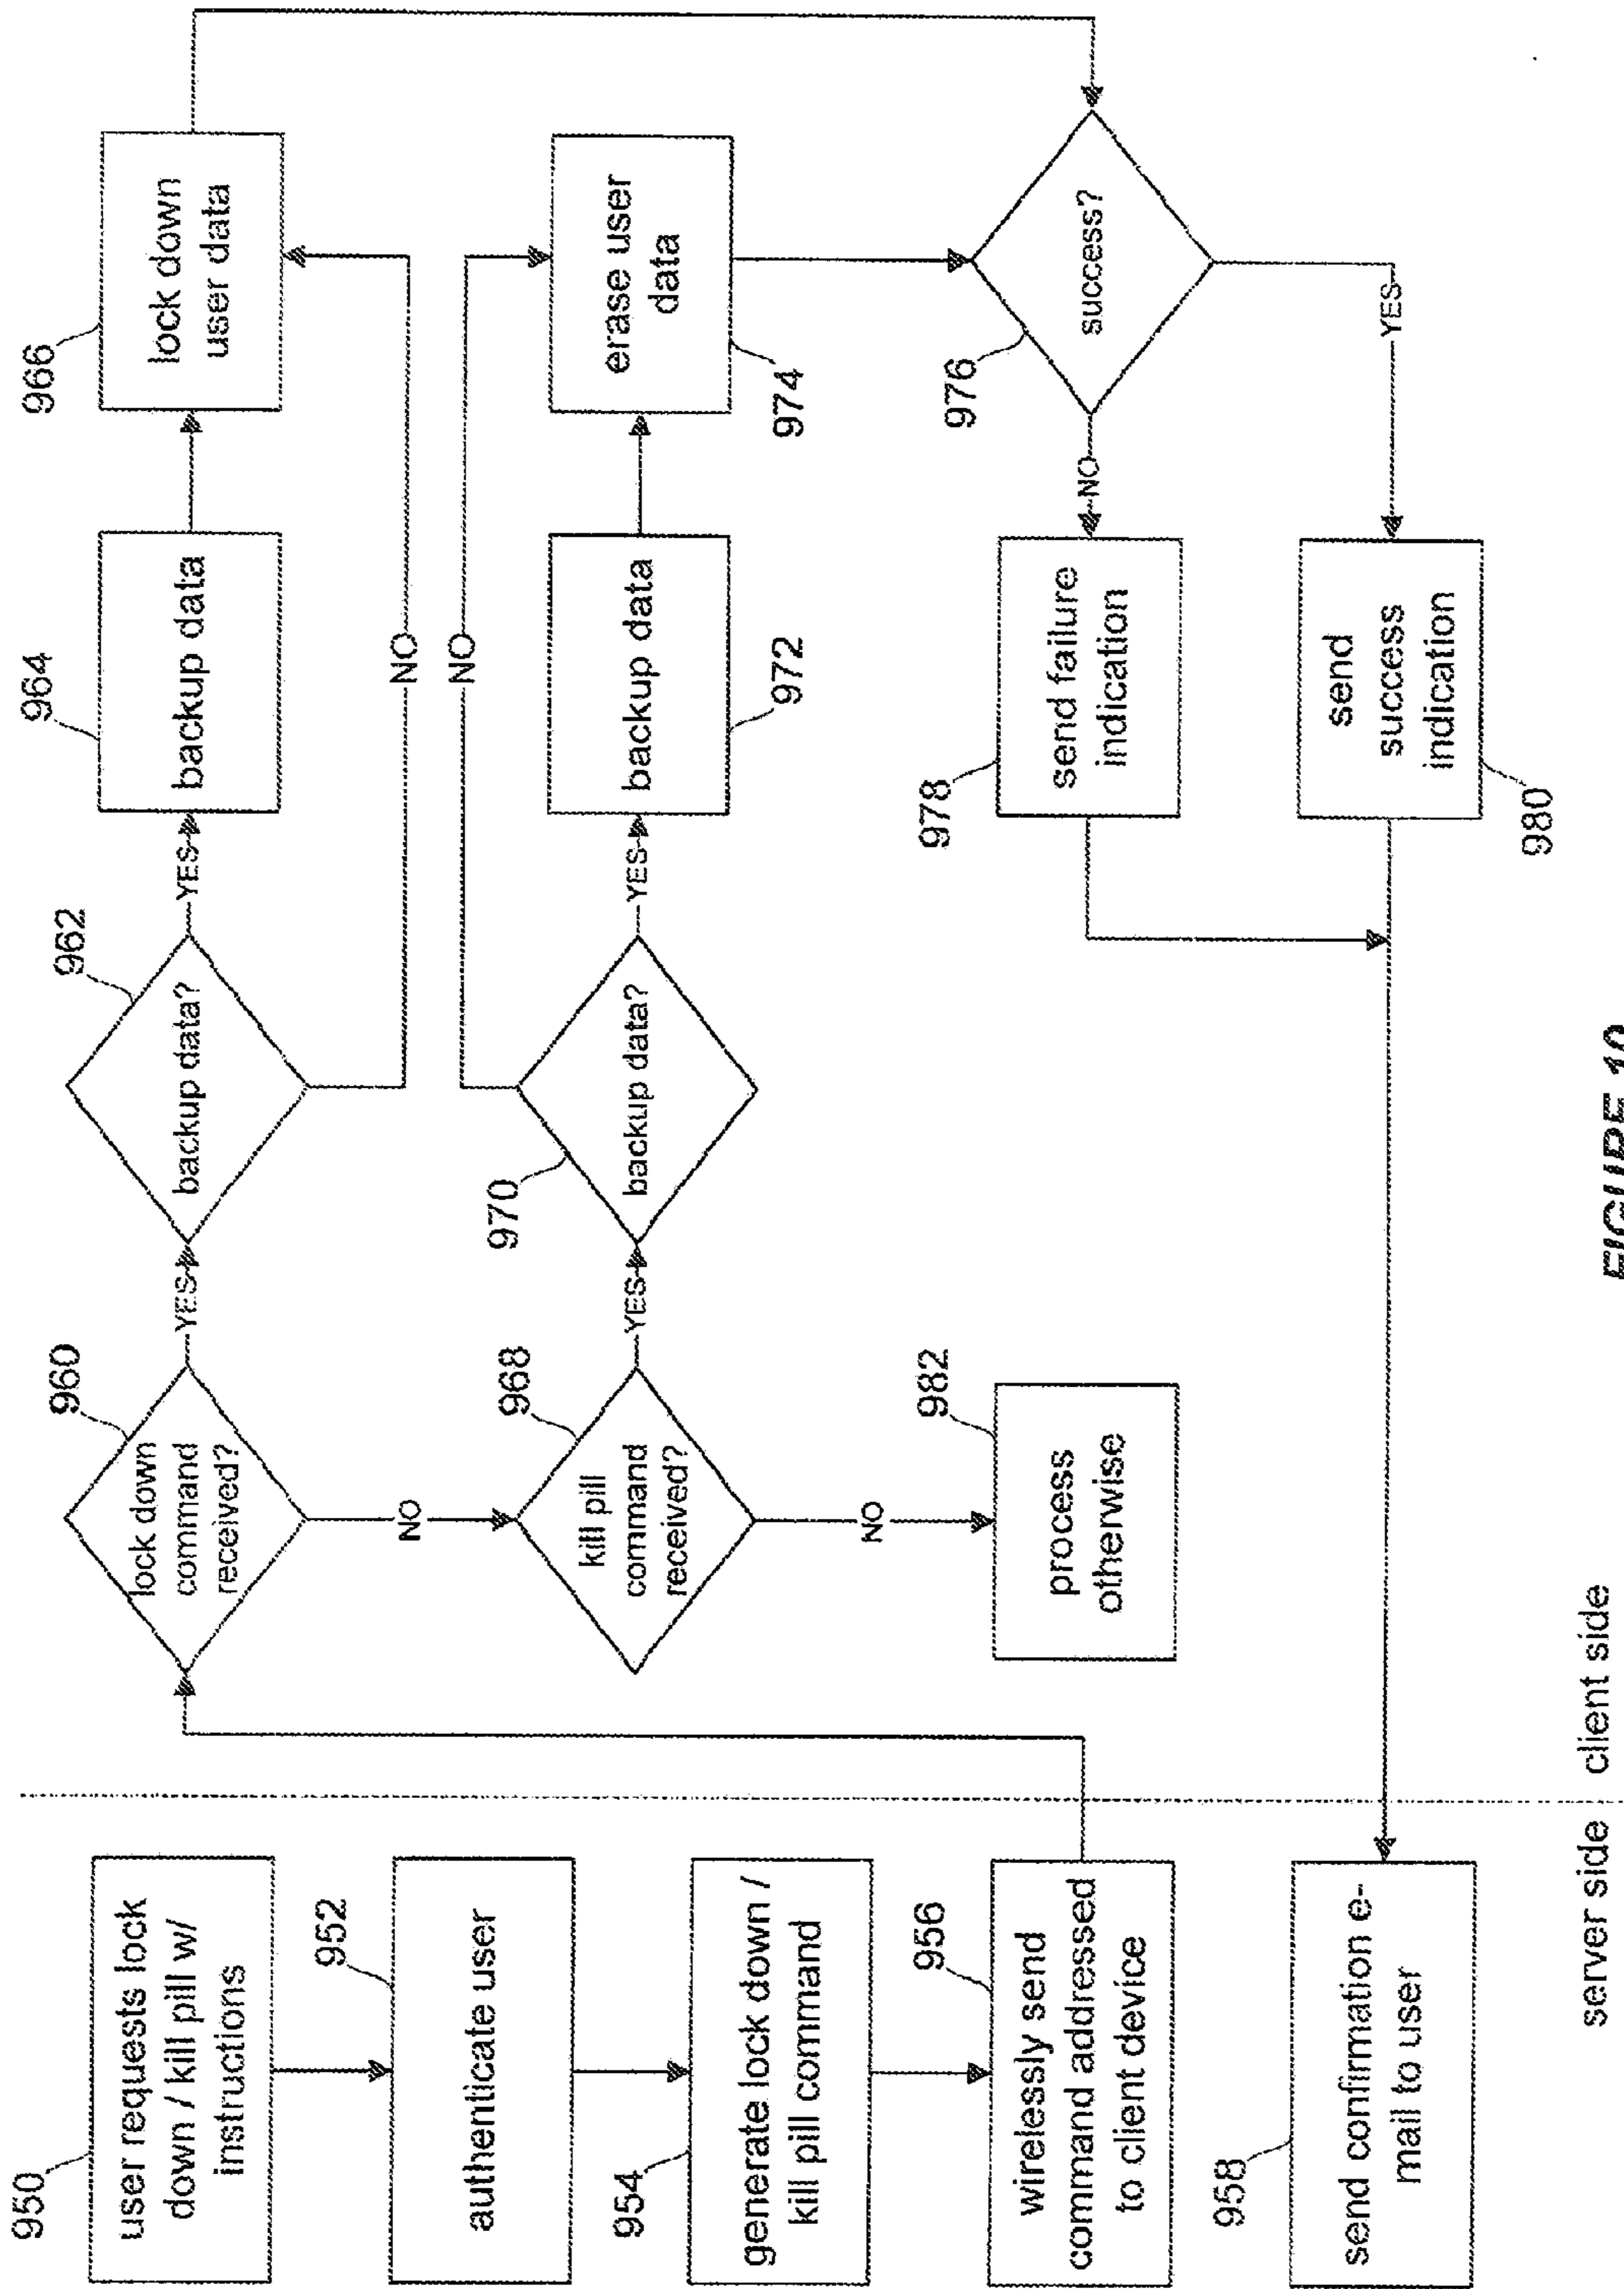 950
user requests lock
down / kill pill w/
instructions
952
authenticate user
954
generate lock down /
kill pill command
956
wirelessly send
command addressed
to client device
958
send confirmation e-
mail to user
server side
client side
960
lock down
command
received?
YES
NO
962
backup data?
YES
NO
964
backup data
966
lock down
user data
968
kill pill
command
received?
YES
NO
970
backup data?
YES
NO
972
backup data
974
erase user
data
982
process
otherwise
976
success?
NO
YES
978
send failure
indication
980
send
success
indication
FIGURE 10